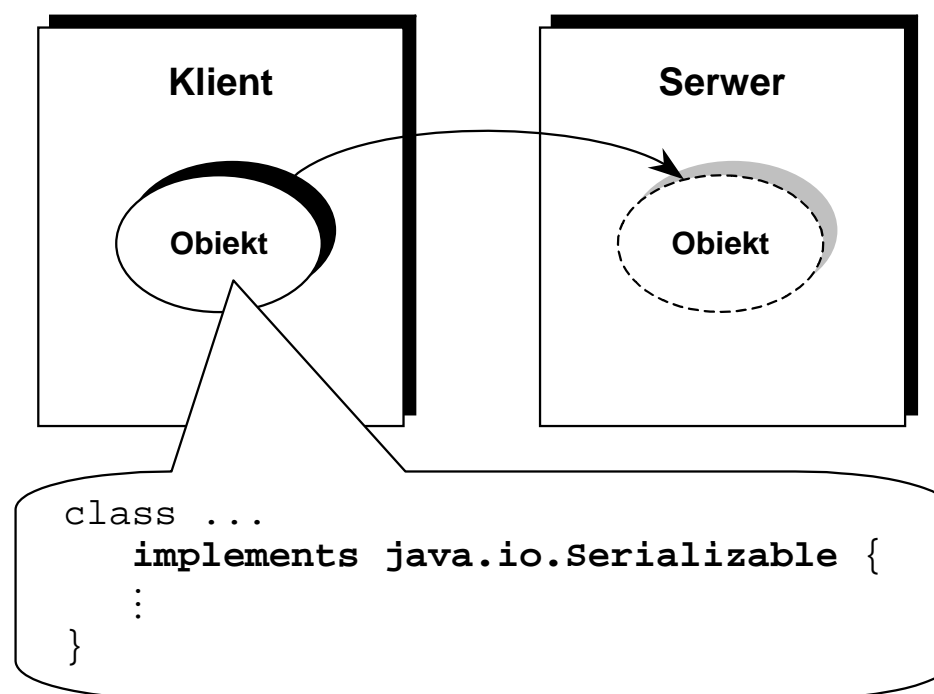 Klient
Serwer
Obiekt
Obiekt
class ...
implements java.io.Serializable {
⋮
}